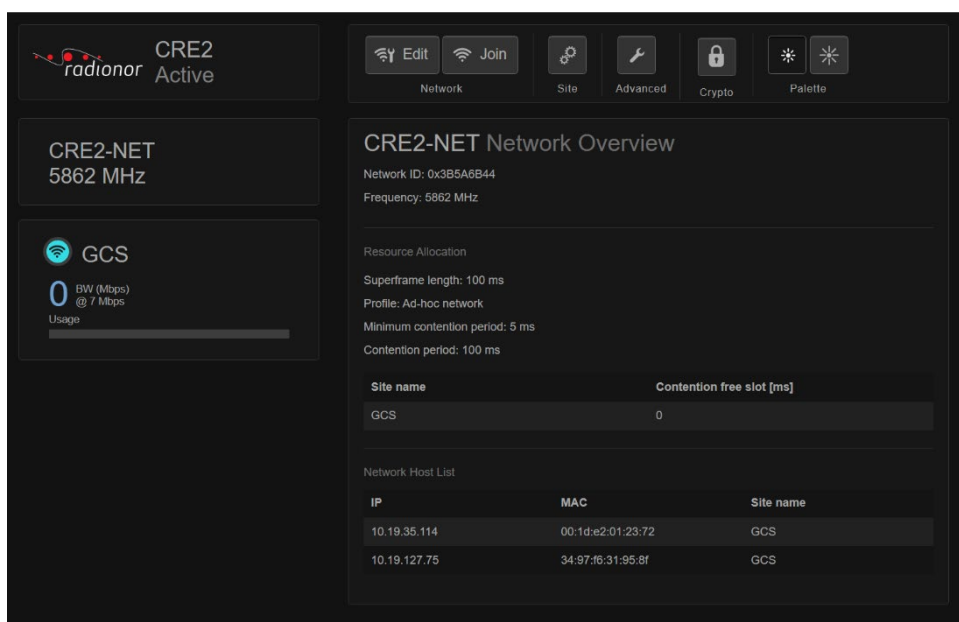 radionor
CRE2
Active
Edit
Join
Network
Site
Advanced
Crypto
Palette
CRE2-NET
5862 MHz
GCS
0
BW (Mbps)
@ 7 Mbps
Usage
CRE2-NET Network Overview
Network ID: 0x3B5A6B44
Frequency: 5862 MHz
Resource Allocation
Superframe length: 100 ms
Profile: Ad-hoc network
Minimum contention period: 5 ms
Contention period: 100 ms
Site name Contention free slot [ms]
GCS 0
Network Host List
IP MAC Site name
10.19.35.114 00:1d:e2:01:23:72 GCS
10.19.127.75 34:97:f6:31:95:8f GCS